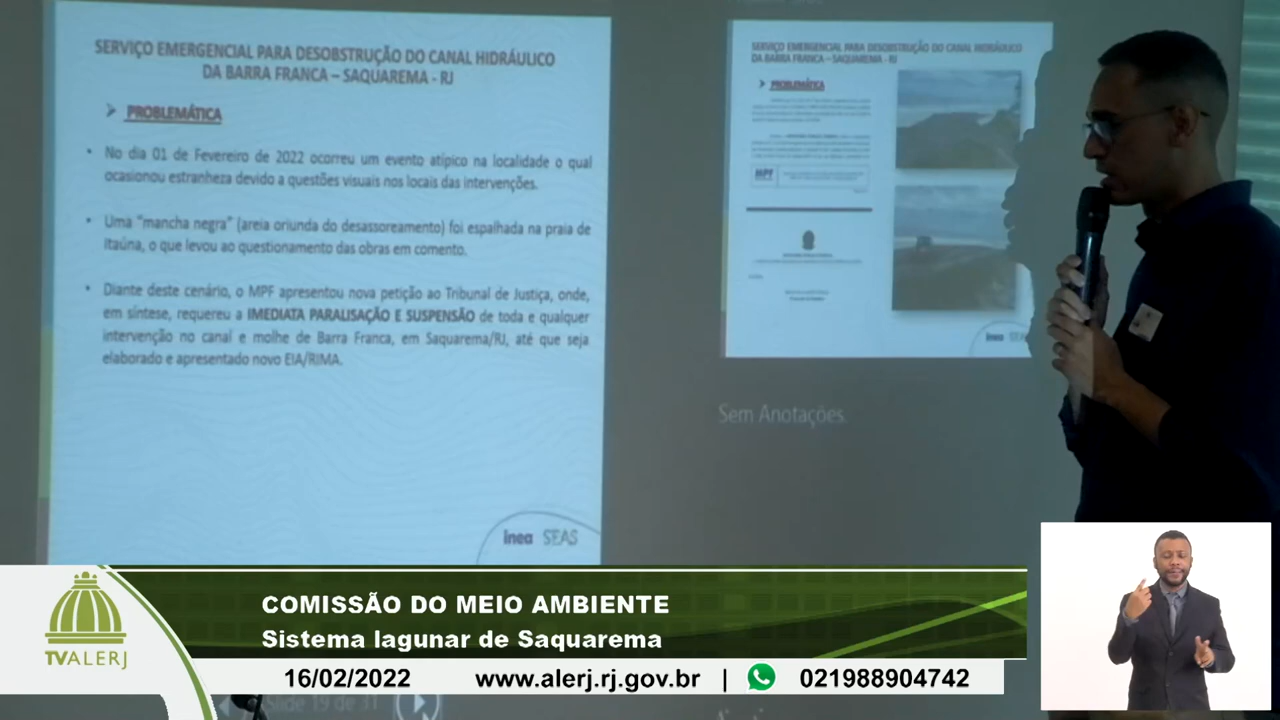 SERVIÇO EMERGENCIAL PARA DESOBSTRUÇÃO DO CANAL HIDRÁULICO
DA BARRA FRANCA – SAQUAREMA - RJ
PROBLEMÁTICA
• No dia 01 de Fevereiro de 2022 ocorreu um evento atípico na localidade o qual
ocasionou estranheza devido a questões visuais nos locais das intervenções.
• Uma “mancha negra” (areia oriunda do desassoreamento) foi espalhada na praia de
Itaúna, o que levou ao questionamento das obras em comento.
• Diante deste cenário, o MPF apresentou nova petição ao Tribunal de Justiça, onde,
em síntese, requereu a IMEDIATA PARALISAÇÃO E SUSPENSÃO de toda e qualquer
intervenção no canal e molhe de Barra Franca, em Saquarema/RJ, até que seja
elaborado e apresentado novo EIA/RIMA.
inea SEAS
SERVIÇO EMERGENCIAL PARA DESOBSTRUÇÃO DO CANAL HIDRÁULICO
DA BARRA FRANCA – SAQUAREMA - RJ
PROBLEMÁTICA
MPF
inea SEAS
Sem Anotações.
TVALERJ
COMISSÃO DO MEIO AMBIENTE
Sistema lagunar de Saquarema
16/02/2022 www.alerj.rj.gov.br | 021988904742
Slide 19 de 31